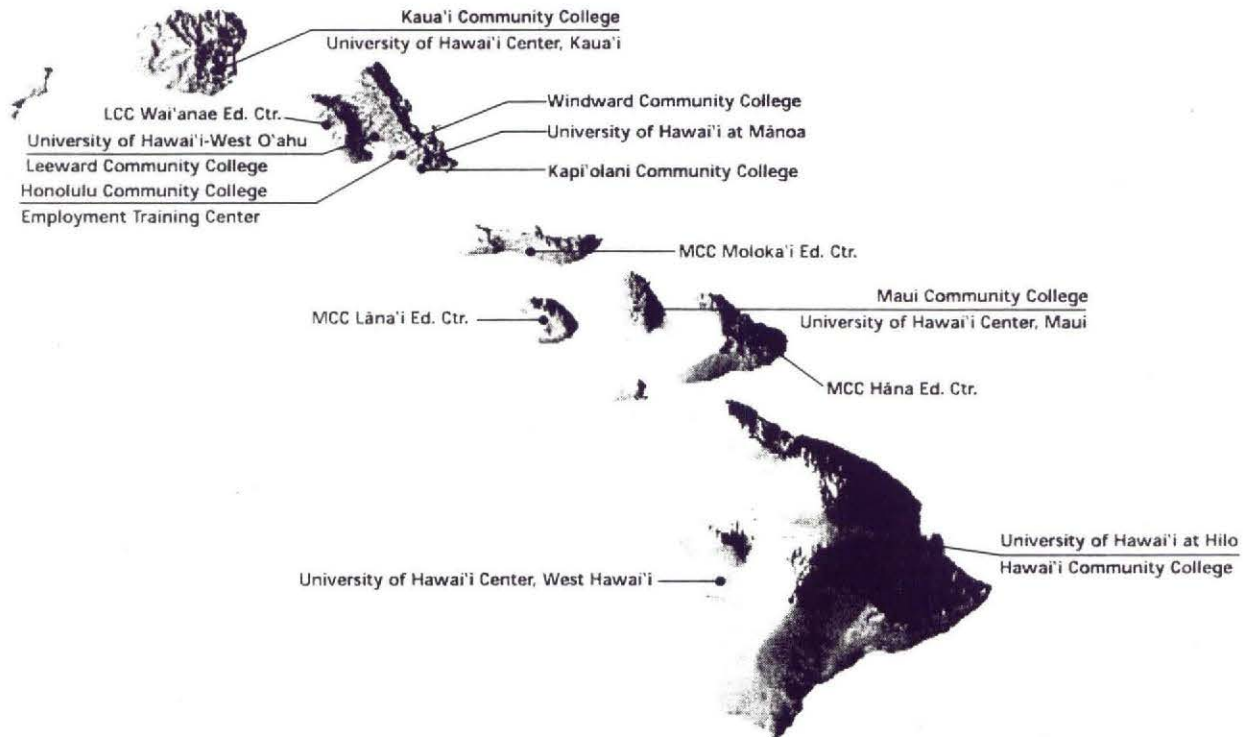 Kaua'i Community College
University of Hawai'i Center, Kaua'i
LCC Wai'anae Ed. Ctr.
University of Hawai'i-West O'ahu
Leeward Community College
Honolulu Community College
Employment Training Center
Windward Community College
University of Hawai'i at Mānoa
Kapi'olani Community College
MCC Moloka'i Ed. Ctr.
MCC Lāna'i Ed. Ctr.
Maui Community College
University of Hawai'i Center, Maui
MCC Hāna Ed. Ctr.
University of Hawai'i at Hilo
Hawai'i Community College
University of Hawai'i Center, West Hawai'i